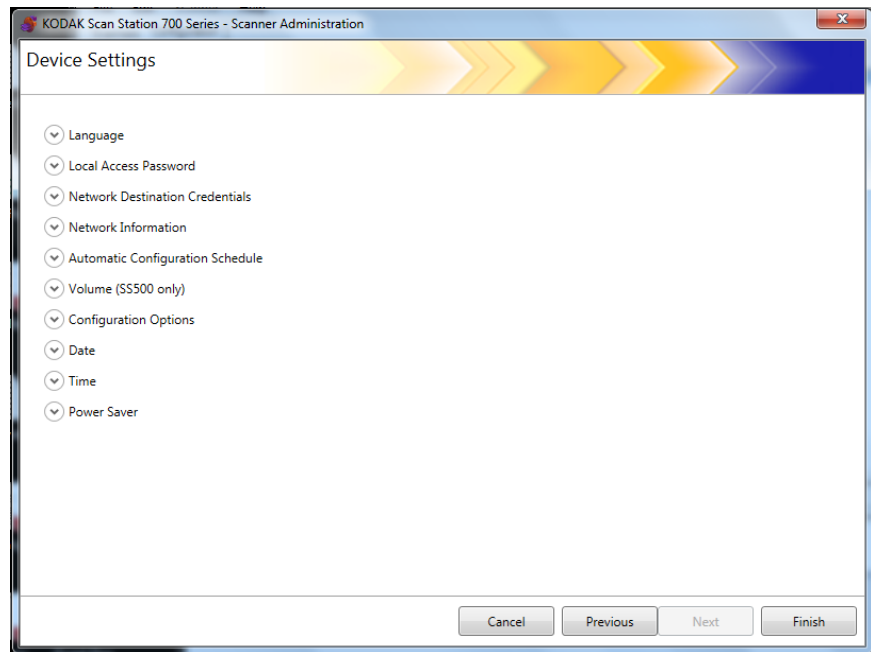 KODAK Scan Station 700 Series - Scanner Administration
Device Settings
Language
Local Access Password
Network Destination Credentials
Network Information
Automatic Configuration Schedule
Volume (SS500 only)
Configuration Options
Date
Time
Power Saver
Cancel Previous Next Finish